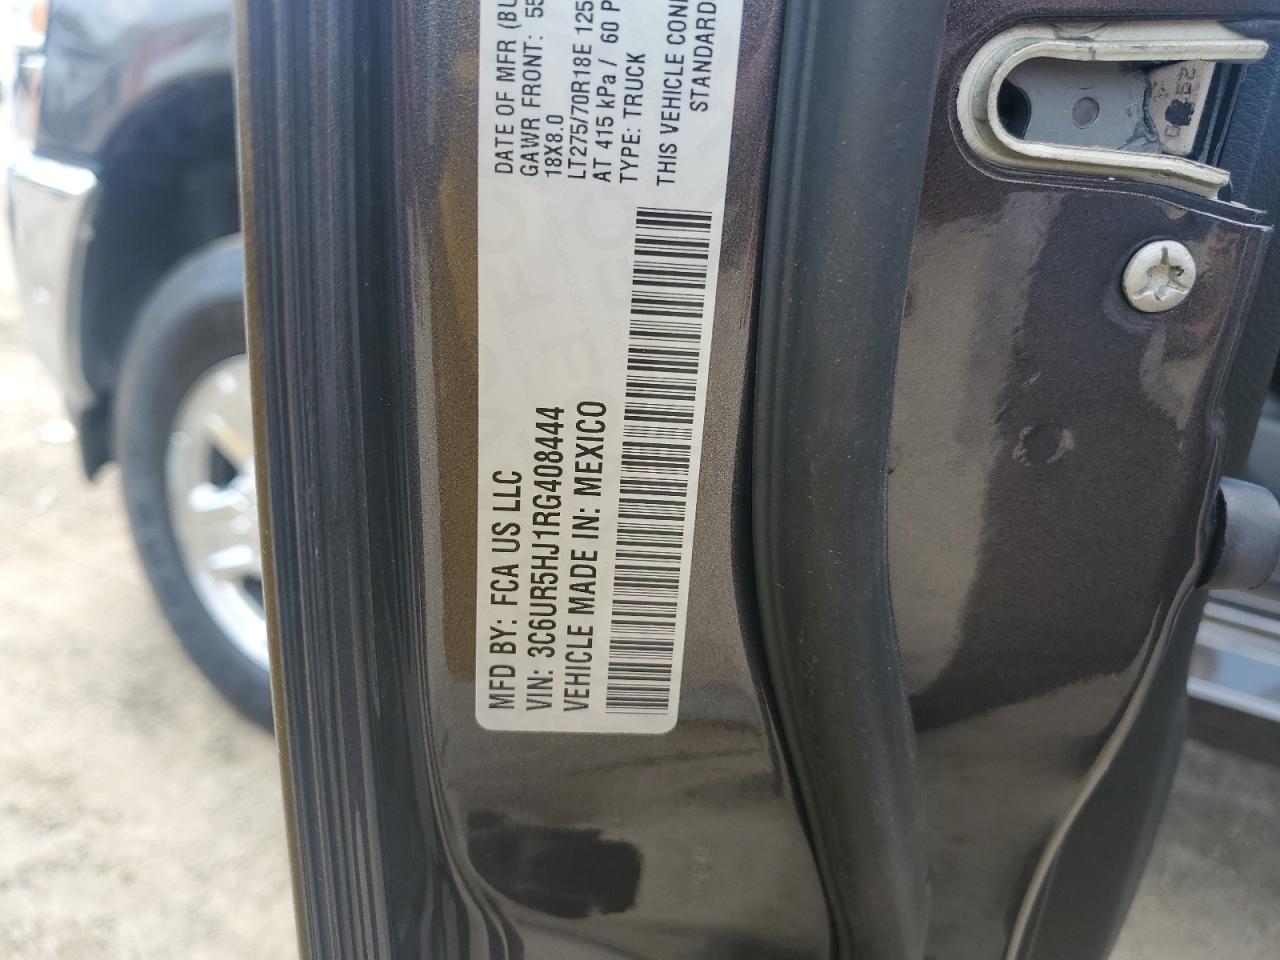 MFD BY: FCA US LLC
VIN: 3C6UR5HJ1RG408444
VEHICLE MADE IN: MEXICO
DATE OF MFR (BU
GAWR FRONT: 55
18X8.0
LT275/70R18E 125
AT 415 kPa / 60 P
TYPE: TRUCK
THIS VEHICLE CONF
STANDARD